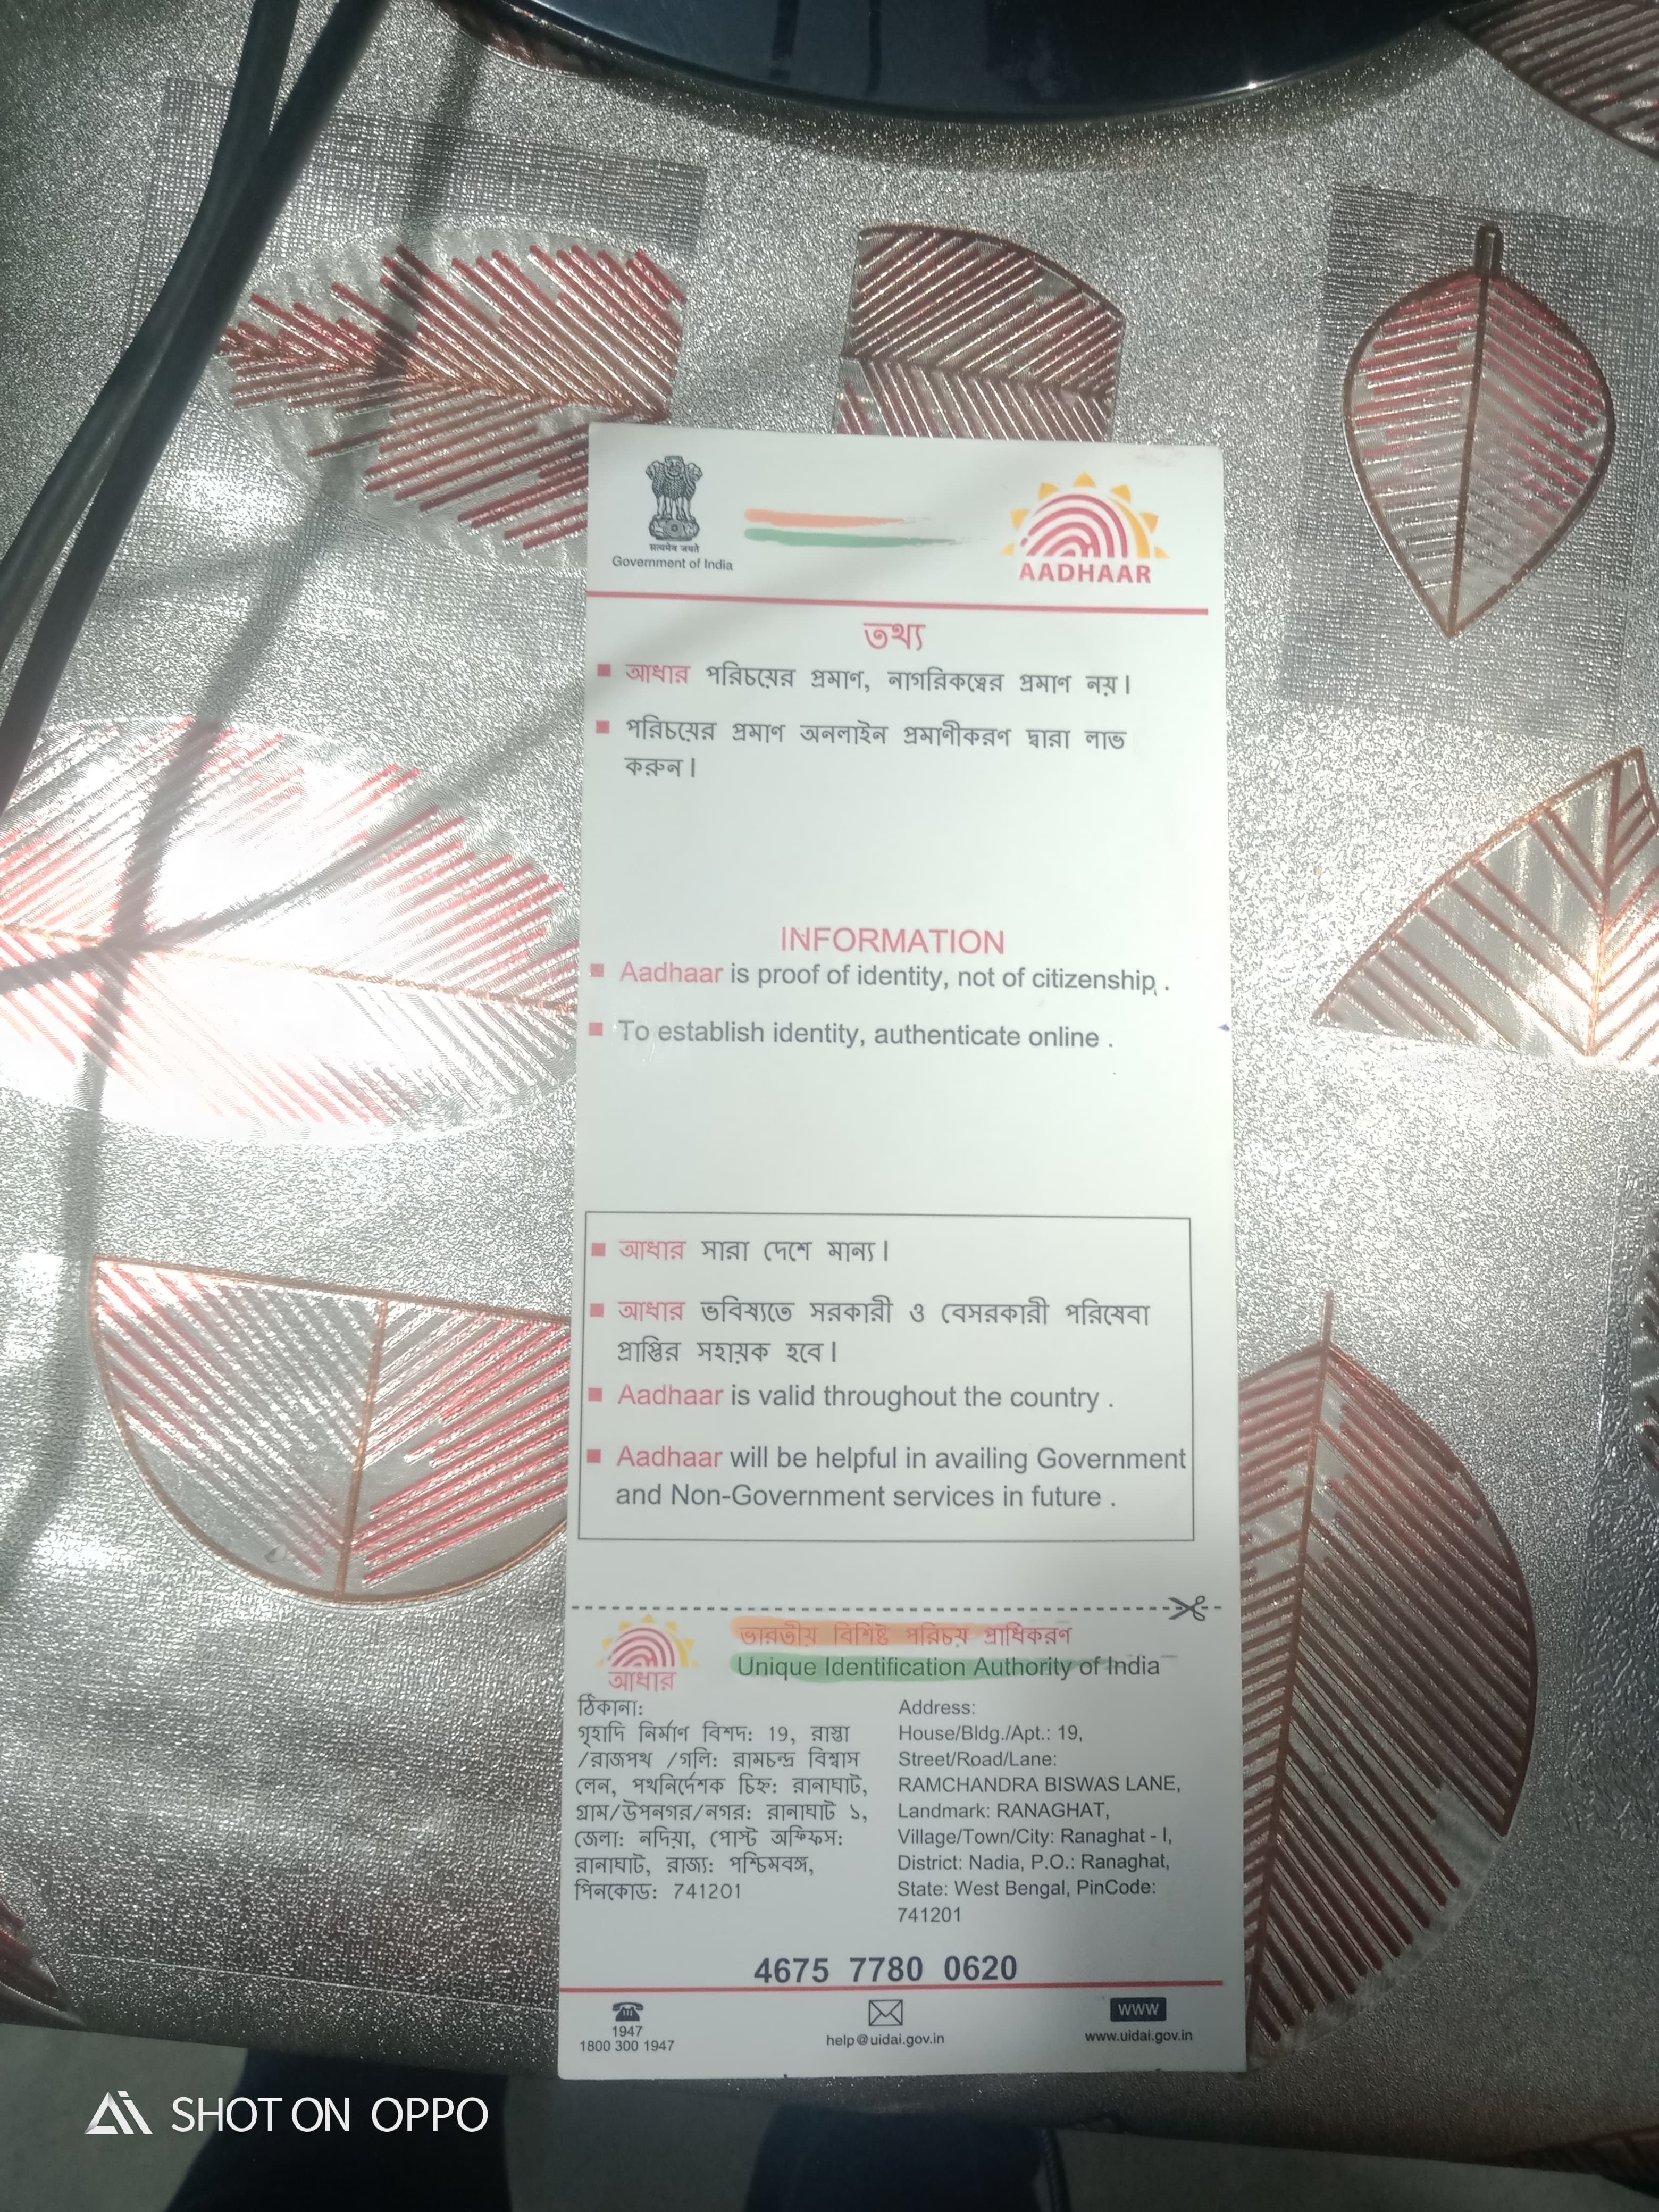 सत्यमेव जयते
Government of India
AADHAAR
তথ্য
আধার পরিচয়ের প্রমাণ, নাগরিকত্বের প্রমাণ নয়।
পরিচয়ের প্রমাণ অনলাইন প্রমাণীকরণ দ্বারা লাভ
করুন।
INFORMATION
Aadhaar is proof of identity, not of citizenship .
To establish identity, authenticate online .
আধার সারা দেশে মান্য।
আধার ভবিষ্যতে সরকারী ও বেসরকারী পরিষেবা
প্রাপ্তির সহায়ক হবে।
Aadhaar is valid throughout the country .
Aadhaar will be helpful in availing Government
and Non-Government services in future .
ভারতীয় বিশিষ্ট পরিচয় প্রাধিকরণ
Unique Identification Authority of India
আধার
ঠিকানা:
গৃহাদি নির্মাণ বিশদ: 19, রাস্তা
/রাজপথ /গলি: রামচন্দ্র বিশ্বাস
লেন, পথনির্দেশক চিহ্ন: রানাঘাট,
গ্রাম/উপনগর/নগর: রানাঘাট ১,
জেলা: নদিয়া, পোস্ট অফিফস:
রানাঘাট, রাজ্য: পশ্চিমবঙ্গ,
পিনকোড: 741201
Address:
House/Bldg./Apt.: 19,
Street/Road/Lane:
RAMCHANDRA BISWAS LANE,
Landmark: RANAGHAT,
Village/Town/City: Ranaghat - I,
District: Nadia, P.O.: Ranaghat,
State: West Bengal, PinCode:
741201
4675 7780 0620
1947
1800 300 1947
help@uidai.gov.in
WWW
www.uidai.gov.in
SHOT ON OPPO